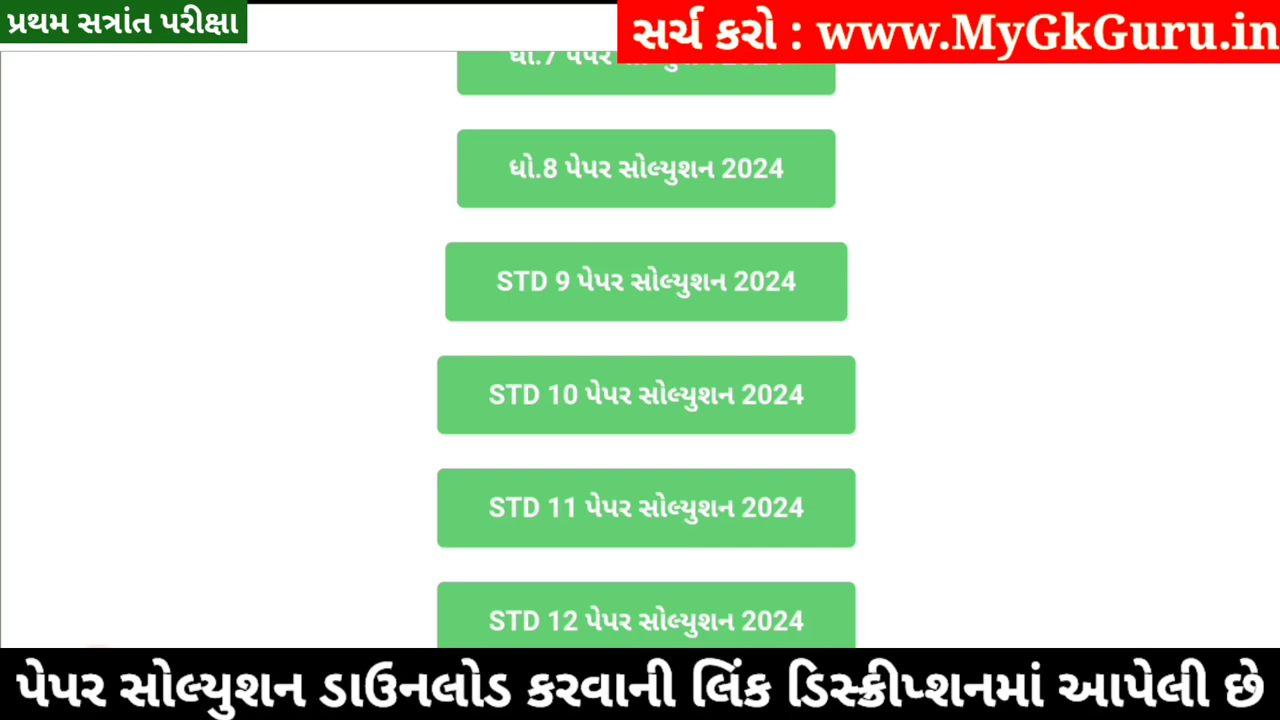 પ્રથમ સત્રાંત પરીક્ષા
સર્ચ કરો : www.MyGkGuru.in
ધો.7 પેપર
ધો.8 પેપર સોલ્યુશન 2024
STD 9 પેપર સોલ્યુશન 2024
STD 10 પેપર સોલ્યુશન 2024
STD 11 પેપર સોલ્યુશન 2024
STD 12 પેપર સોલ્યુશન 2024
પેપર સોલ્યુશન ડાઉનલોડ કરવાની લિંક ડિસ્ક્રીપ્શનમાં આપેલી છે